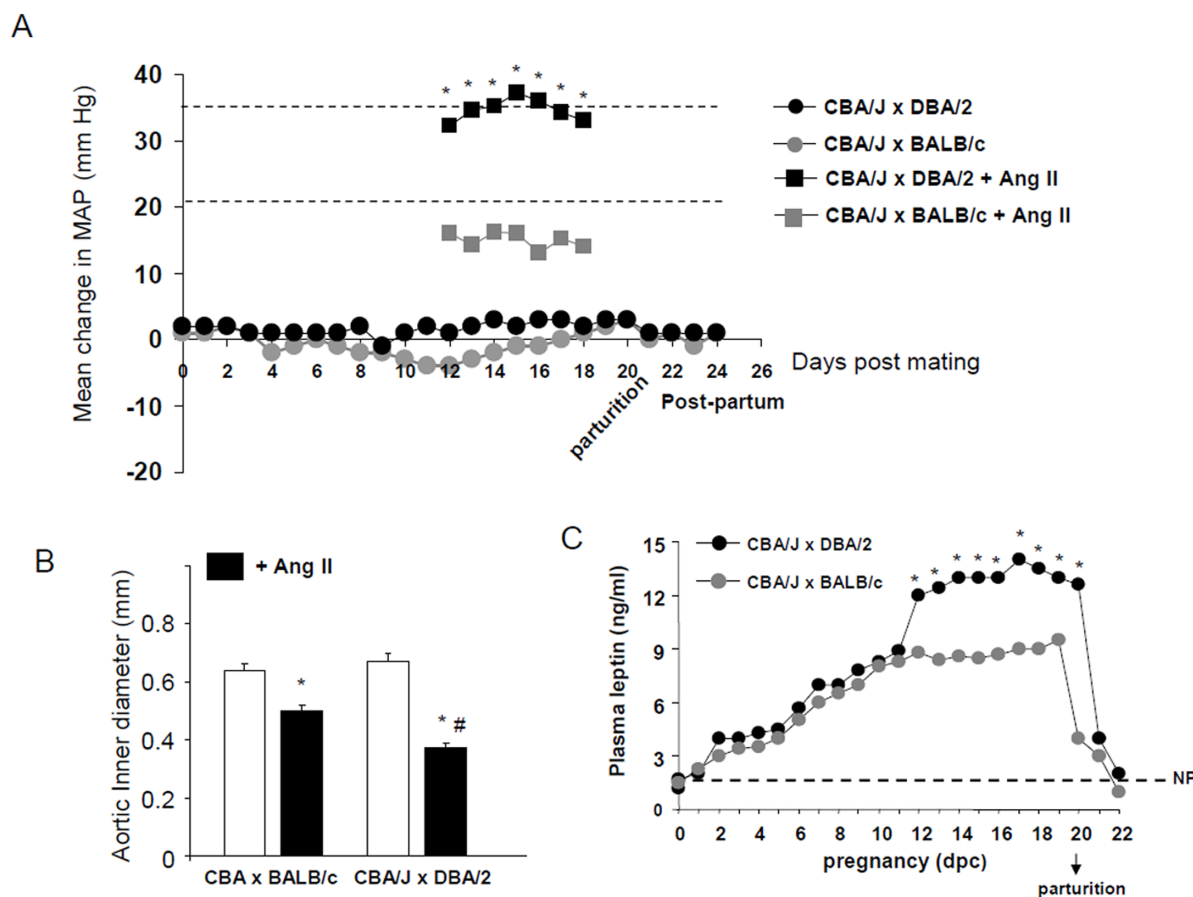 A
Mean change in MAP (mm Hg)
40
30
20
10
0
-10
-20
* * * * * * *
0 2 4 6 8 10 12 14 16 18 20 22 24 26
Days post mating
parturition
Post-partum
CBA/J x DBA/2
CBA/J x BALB/c
CBA/J x DBA/2 + Ang II
CBA/J x BALB/c + Ang II
B
+ Ang II
Aortic Inner diameter (mm)
0.8
0.6
0.4
0.2
0
*
* #
CBA x BALB/c CBA/J x DBA/2
C
CBA/J x DBA/2
CBA/J x BALB/c
Plasma leptin (ng/ml)
15
12
9
6
3
0
* * * * * * * * *
NP
0 2 4 6 8 10 12 14 16 18 20 22
pregnancy (dpc)
parturition